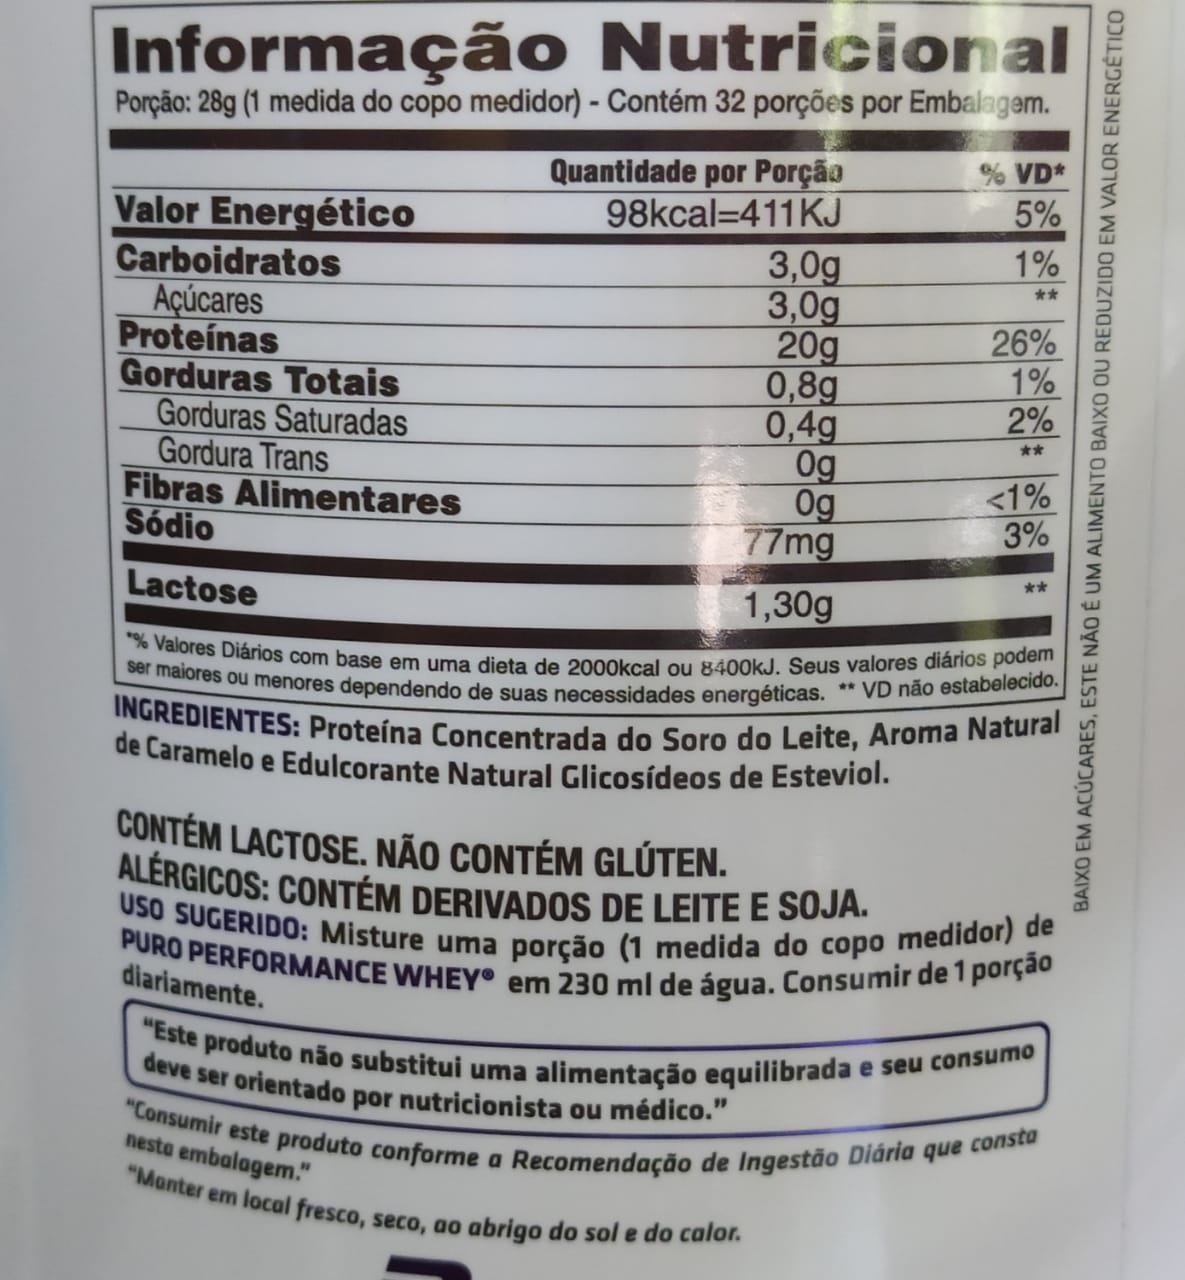 Informação Nutricional
Porção: 28g (1 medida do copo medidor) - Contém 32 porções por Embalagem.
Quantidade por Porção % VD*
Valor Energético 98kcal=411KJ 5%
Carboidratos 3,0g 1%
Açúcares 3,0g **
Proteínas 20g 26%
Gorduras Totais 0,8g 1%
Gorduras Saturadas 0,4g 2%
Gordura Trans 0g **
Fibras Alimentares 0g <1%
Sódio 77mg 3%
Lactose 1,30g **
*% Valores Diários com base em uma dieta de 2000kcal ou 8400kJ. Seus valores diários podem
ser maiores ou menores dependendo de suas necessidades energéticas. ** VD não estabelecido.
INGREDIENTES: Proteína Concentrada do Soro do Leite, Aroma Natural
de Caramelo e Edulcorante Natural Glicosídeos de Esteviol.
CONTÉM LACTOSE. NÃO CONTÉM GLÚTEN.
ALÉRGICOS: CONTÉM DERIVADOS DE LEITE E SOJA.
USO SUGERIDO: Misture uma porção (1 medida do copo medidor) de
PURO PERFORMANCE WHEY® em 230 ml de água. Consumir de 1 porção
diariamente.
"Este produto não substitui uma alimentação equilibrada e seu consumo
deve ser orientado por nutricionista ou médico."
"Consumir este produto conforme a Recomendação de Ingestão Diária que consta
nesta embalagem."
"Manter em local fresco, seco, ao abrigo do sol e do calor.
BAIXO EM AÇÚCARES, ESTE NÃO É UM ALIMENTO BAIXO OU REDUZIDO EM VALOR ENERGÉTICO